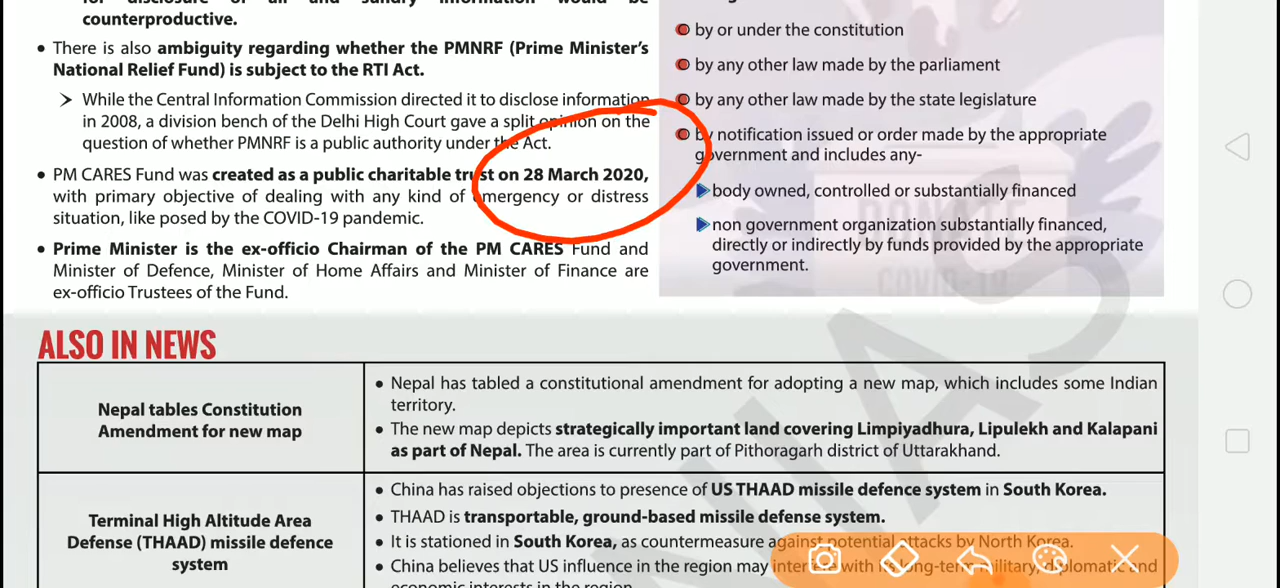 for disclosure of all and sundry information would be
counterproductive.
• There is also ambiguity regarding whether the PMNRF (Prime Minister's
National Relief Fund) is subject to the RTI Act.
➢ While the Central Information Commission directed it to disclose information
in 2008, a division bench of the Delhi High Court gave a split opinion on the
question of whether PMNRF is a public authority under the Act.
• PM CARES Fund was created as a public charitable trust on 28 March 2020,
with primary objective of dealing with any kind of emergency or distress
situation, like posed by the COVID-19 pandemic.
• Prime Minister is the ex-officio Chairman of the PM CARES Fund and
Minister of Defence, Minister of Home Affairs and Minister of Finance are
ex-officio Trustees of the Fund.
by or under the constitution
by any other law made by the parliament
by any other law made by the state legislature
by notification issued or order made by the appropriate
government and includes any-
body owned, controlled or substantially financed
non government organization substantially financed,
directly or indirectly by funds provided by the appropriate
government.
COVID-19
ALSO IN NEWS
Nepal tables Constitution
Amendment for new map
• Nepal has tabled a constitutional amendment for adopting a new map, which includes some Indian
territory.
• The new map depicts strategically important land covering Limpiyadhura, Lipulekh and Kalapani
as part of Nepal. The area is currently part of Pithoragarh district of Uttarakhand.
Terminal High Altitude Area
Defense (THAAD) missile defence
system
• China has raised objections to presence of US THAAD missile defence system in South Korea.
• THAAD is transportable, ground-based missile defense system.
• It is stationed in South Korea, as countermeasure against potential attacks by North Korea.
• China believes that US influence in the region may interfere with its long-term military, diplomatic and
economic interests in the region.